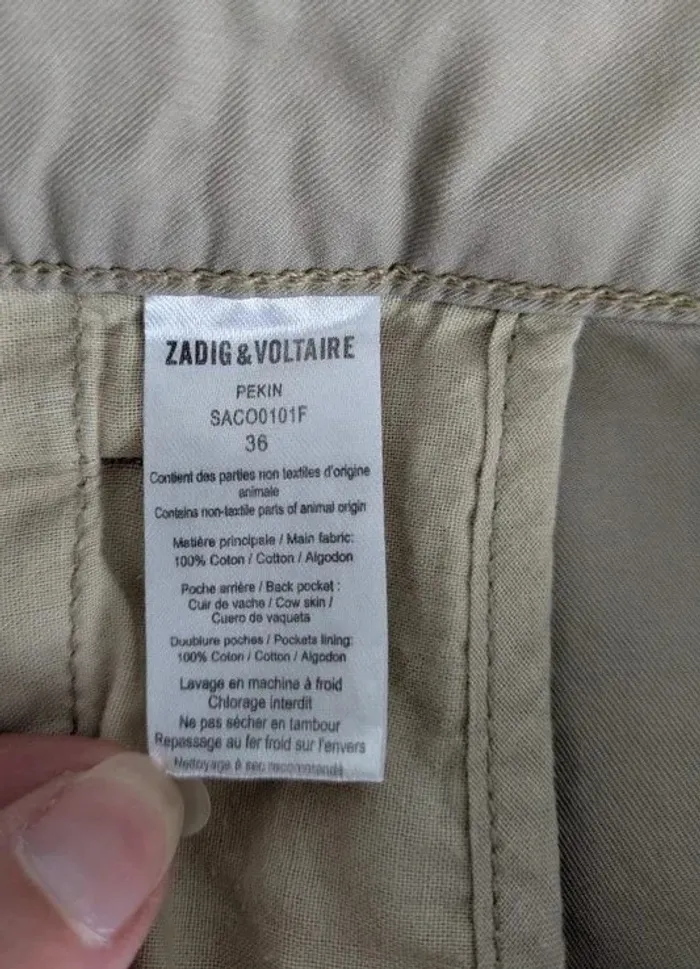 ZADIG & VOLTAIRE
PEKIN
SACO0101F
36
Contient des parties non textiles d'origine
animale
Contains non-textile parts of animal origin
Matière principale / Main fabric:
100% Coton / Cotton / Algodon
Poche arrière / Back pocket :
Cuir de vache / Cow skin /
Cuero de vaqueta
Doublure poches / Pockets lining:
100% Coton / Cotton / Algodon
Lavage en machine à froid
Chlorage interdit
Ne pas sécher en tambour
Repassage au fer froid sur l'envers
Nettoyage à sec recommandé